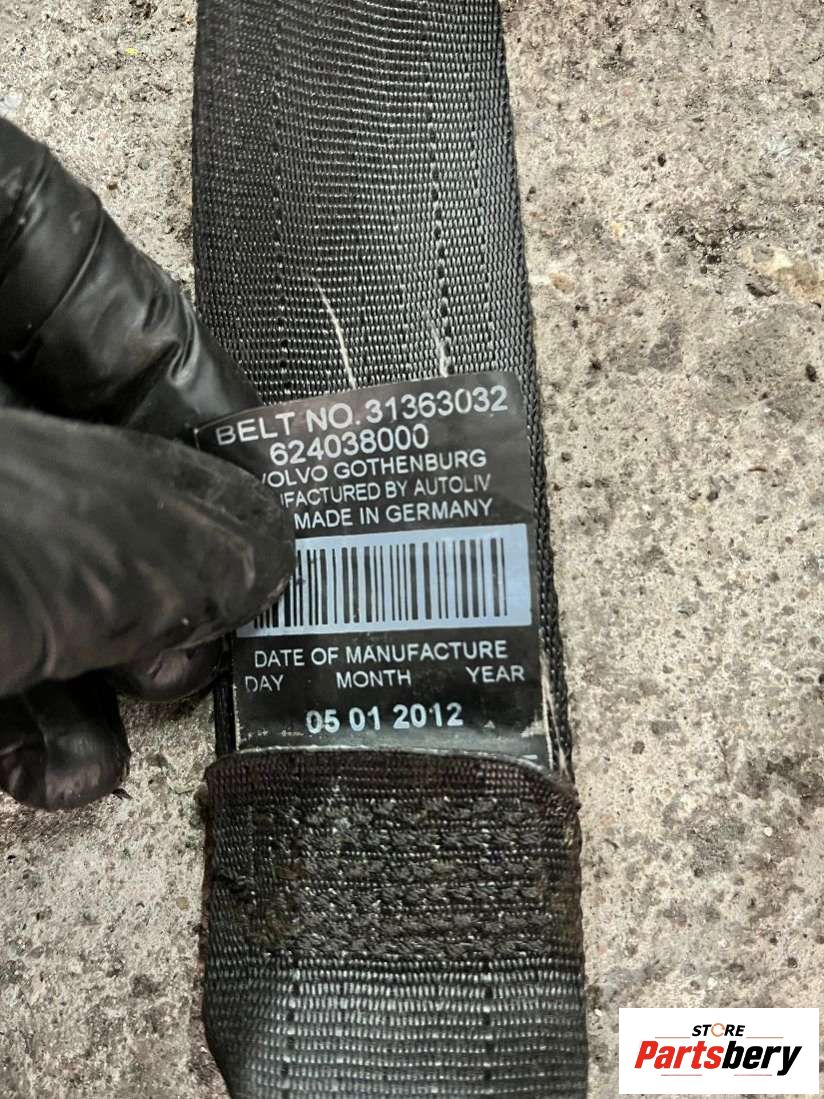 BELT NO. 31363032
624038000
VOLVO GOTHENBURG
UFACTURED BY AUTOLIV
MADE IN GERMANY
DATE OF MANUFACTURE
DAY MONTH YEAR
05 01 2012
STORE
Partsbery